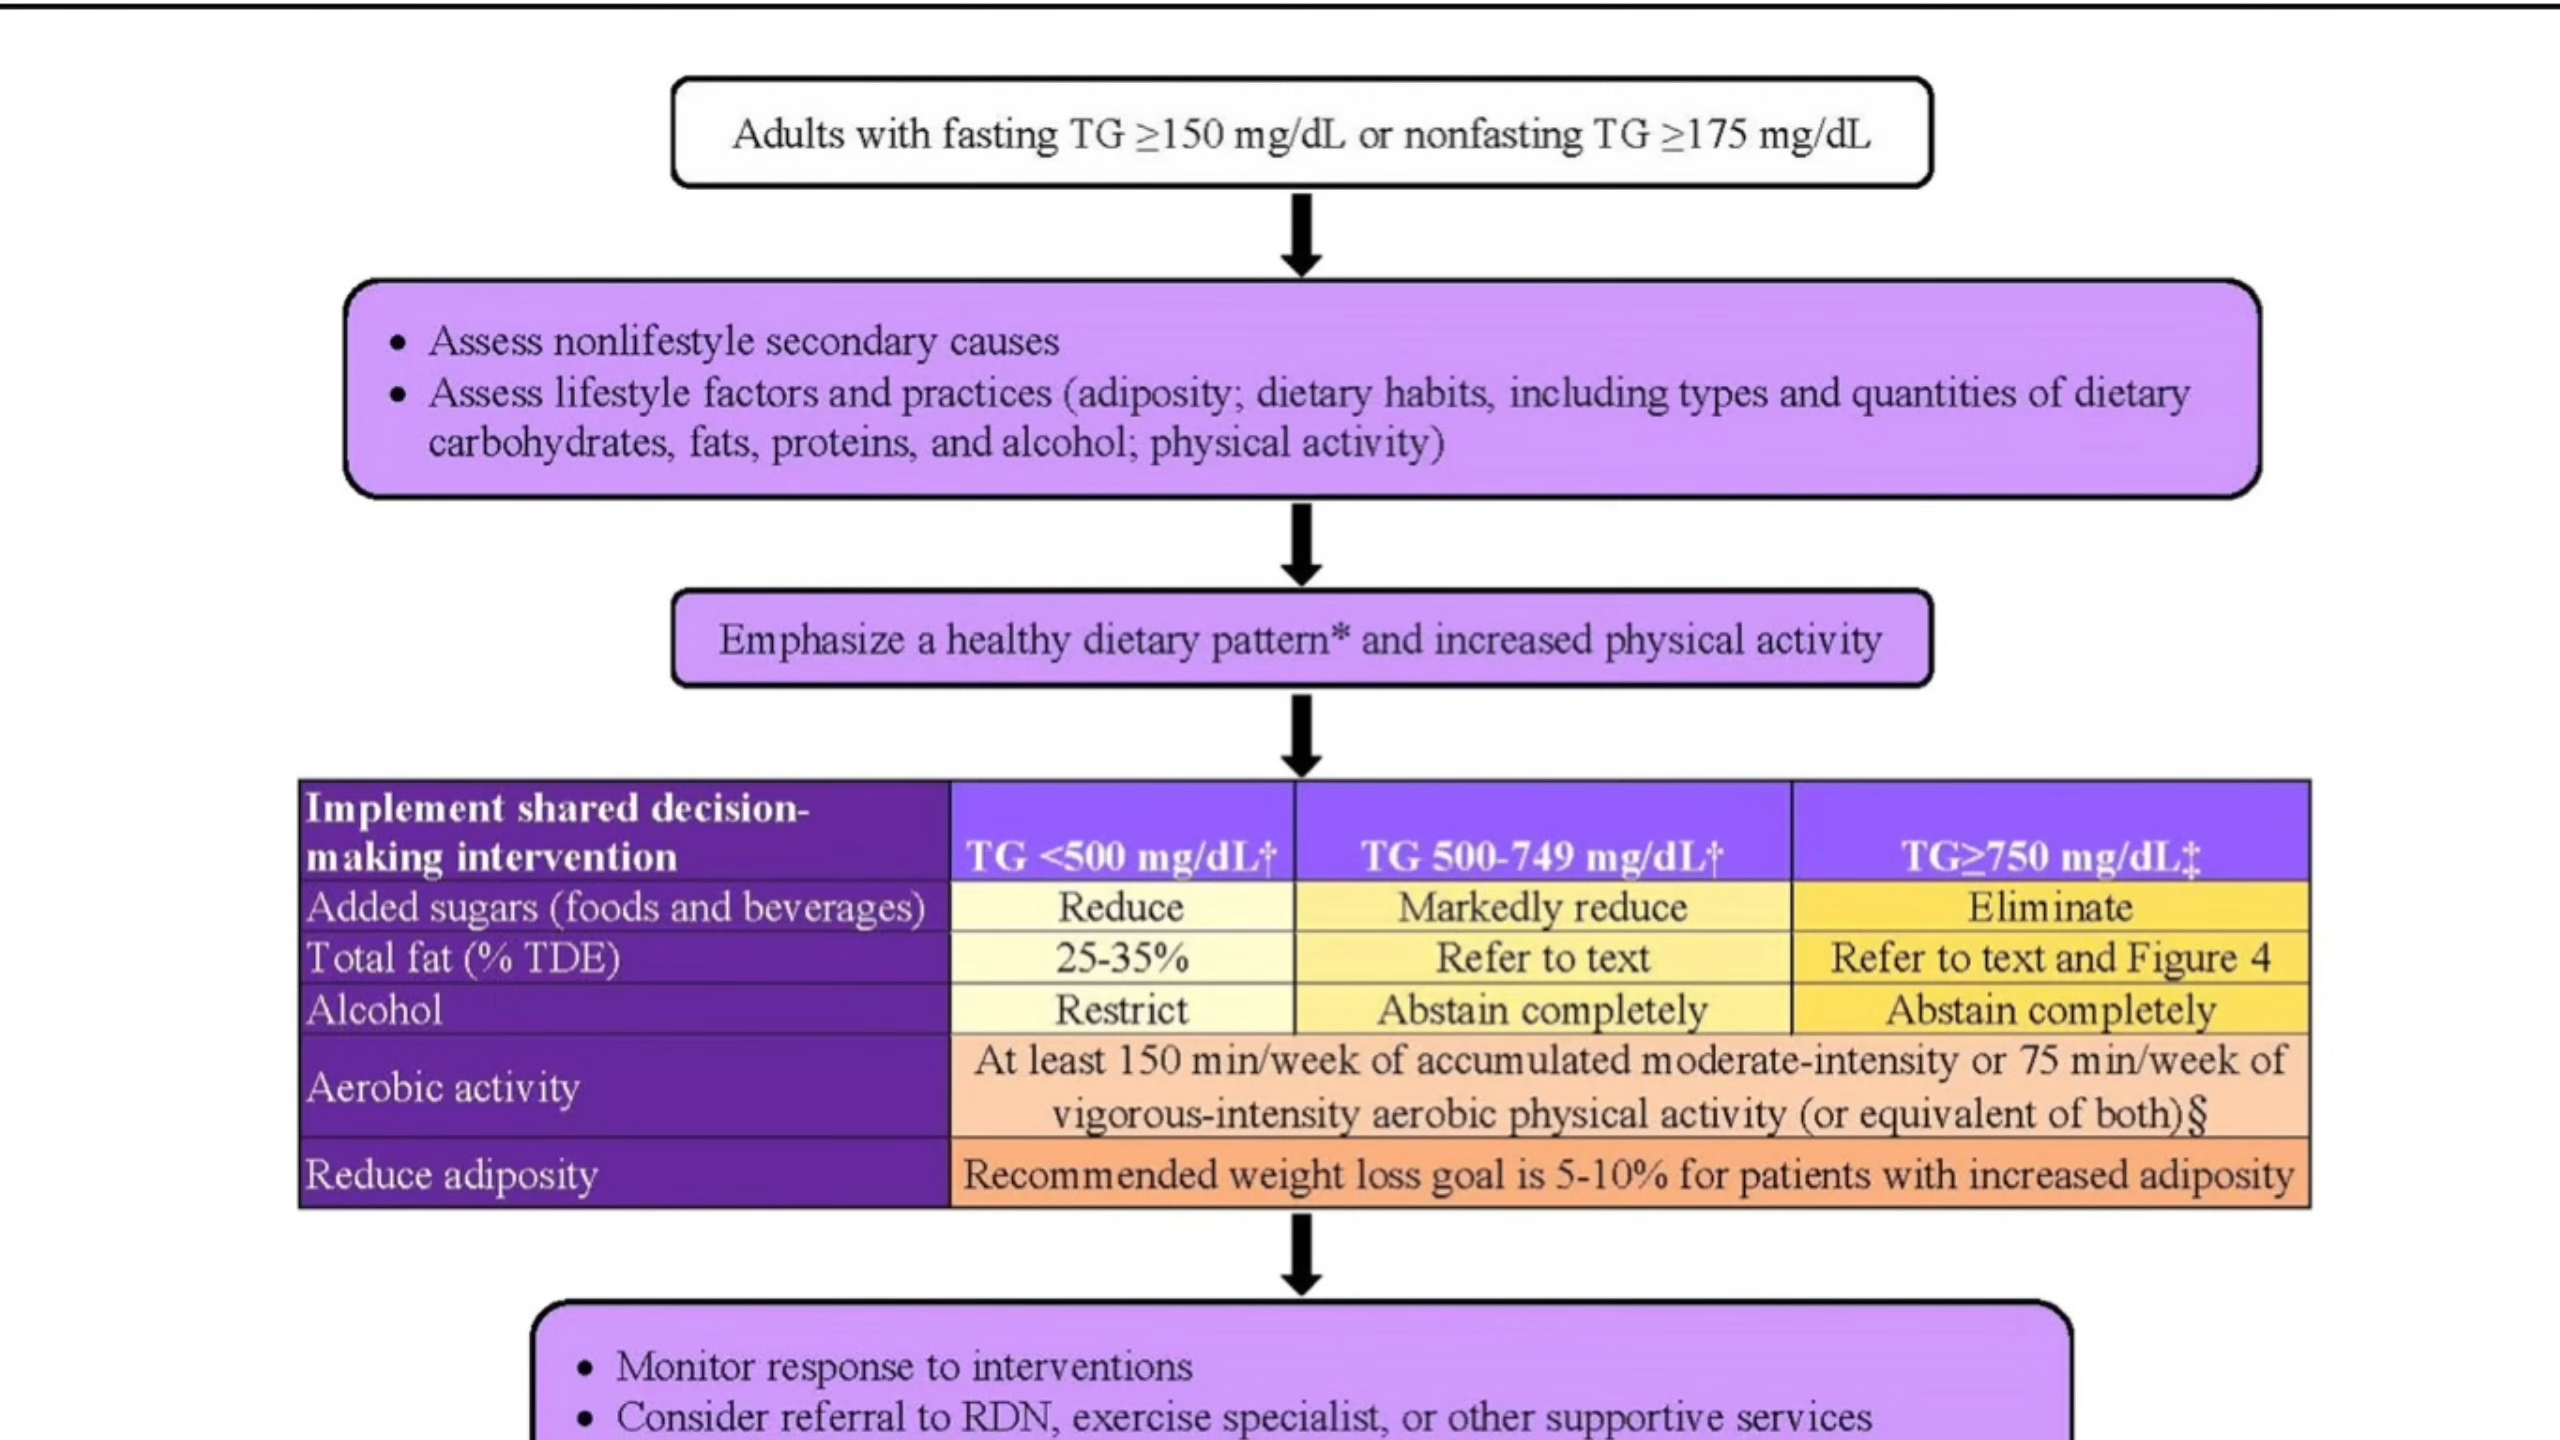 Adults with fasting TG ≥150 mg/dL or nonfasting TG ≥175 mg/dL
• Assess nonlifestyle secondary causes
• Assess lifestyle factors and practices (adiposity; dietary habits, including types and quantities of dietary
carbohydrates, fats, proteins, and alcohol; physical activity)
Emphasize a healthy dietary pattern* and increased physical activity
Implement shared decision-
making intervention TG <500 mg/dL† TG 500-749 mg/dL† TG≥750 mg/dL‡
Added sugars (foods and beverages) Reduce Markedly reduce Eliminate
Total fat (% TDE) 25-35% Refer to text Refer to text and Figure 4
Alcohol Restrict Abstain completely Abstain completely
Aerobic activity
At least 150 min/week of accumulated moderate-intensity or 75 min/week of
vigorous-intensity aerobic physical activity (or equivalent of both)§
Reduce adiposity Recommended weight loss goal is 5-10% for patients with increased adiposity
• Monitor response to interventions
• Consider referral to RDN, exercise specialist, or other supportive services